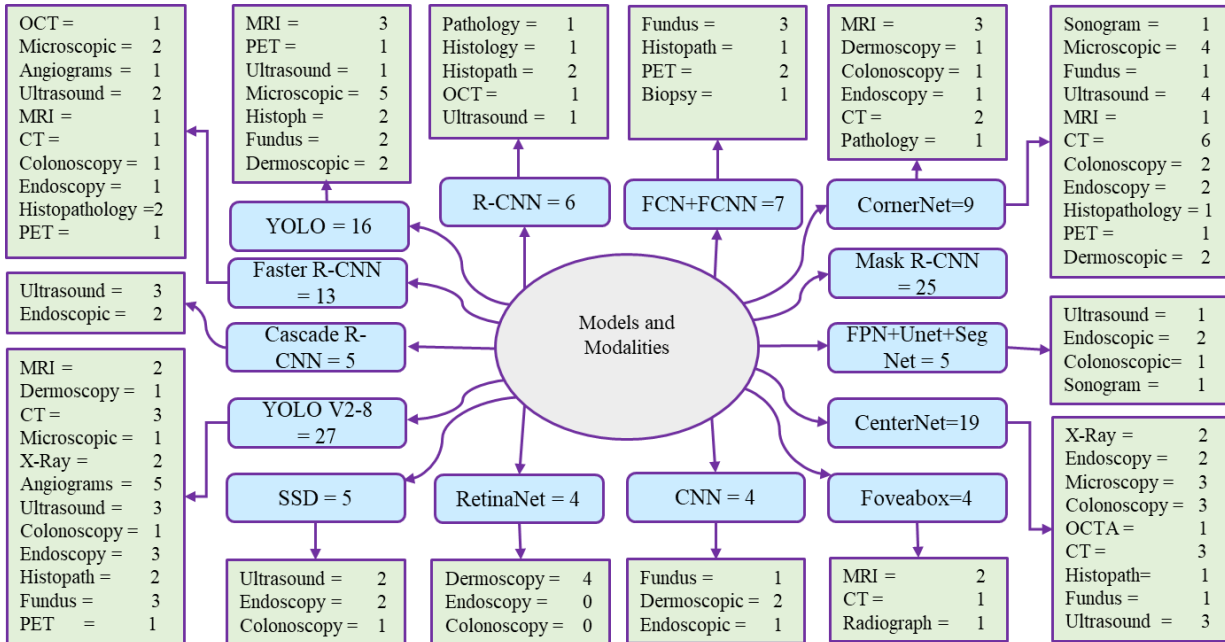 OCT = 1
Microscopic = 2
Angiograms = 1
Ultrasound = 2
MRI = 1
CT = 1
Colonoscopy = 1
Endoscopy = 1
Histopathology =2
PET = 1
MRI = 3
PET = 1
Ultrasound = 1
Microscopic = 5
Histoph = 2
Fundus = 2
Dermoscopic = 2
Pathology = 1
Histology = 1
Histopath = 2
OCT = 1
Ultrasound = 1
Fundus = 3
Histopath = 1
PET = 2
Biopsy = 1
MRI = 3
Dermoscopy = 1
Colonoscopy = 1
Endoscopy = 1
CT = 2
Pathology = 1
Sonogram = 1
Microscopic = 4
Fundus = 1
Ultrasound = 4
MRI = 1
CT = 6
Colonoscopy = 2
Endoscopy = 2
Histopathology = 1
PET = 1
Dermoscopic = 2
YOLO = 16
R-CNN = 6
FCN+FCNN =7
CornerNet=9
Faster R-CNN
= 13
Mask R-CNN
= 25
Ultrasound = 3
Endoscopic = 2
Cascade R-
CNN = 5
Models and
Modalities
FPN+Unet+Seg
Net = 5
Ultrasound = 1
Endoscopic = 2
Colonoscopic= 1
Sonogram = 1
MRI = 2
Dermoscopy = 1
CT = 3
Microscopic = 1
X-Ray = 2
Angiograms = 5
Ultrasound = 3
Colonoscopy = 1
Endoscopy = 3
Histopath = 2
Fundus = 3
PET = 1
YOLO V2-8
= 27
CenterNet=19
SSD = 5
RetinaNet = 4
CNN = 4
Foveabox=4
X-Ray = 2
Endoscopy = 2
Microscopy = 3
Colonoscopy = 3
OCTA = 1
CT = 3
Histopath= 1
Fundus = 1
Ultrasound = 3
Ultrasound = 2
Endoscopy = 2
Colonoscopy = 1
Dermoscopy = 4
Endoscopy = 0
Colonoscopy = 0
Fundus = 1
Dermoscopic = 2
Endoscopic = 1
MRI = 2
CT = 1
Radiograph = 1